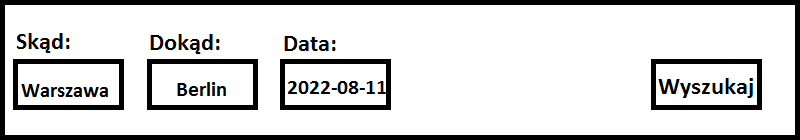 Skąd: Dokąd: Data:
Warszawa Berlin 2022-08-11 Wyszukaj